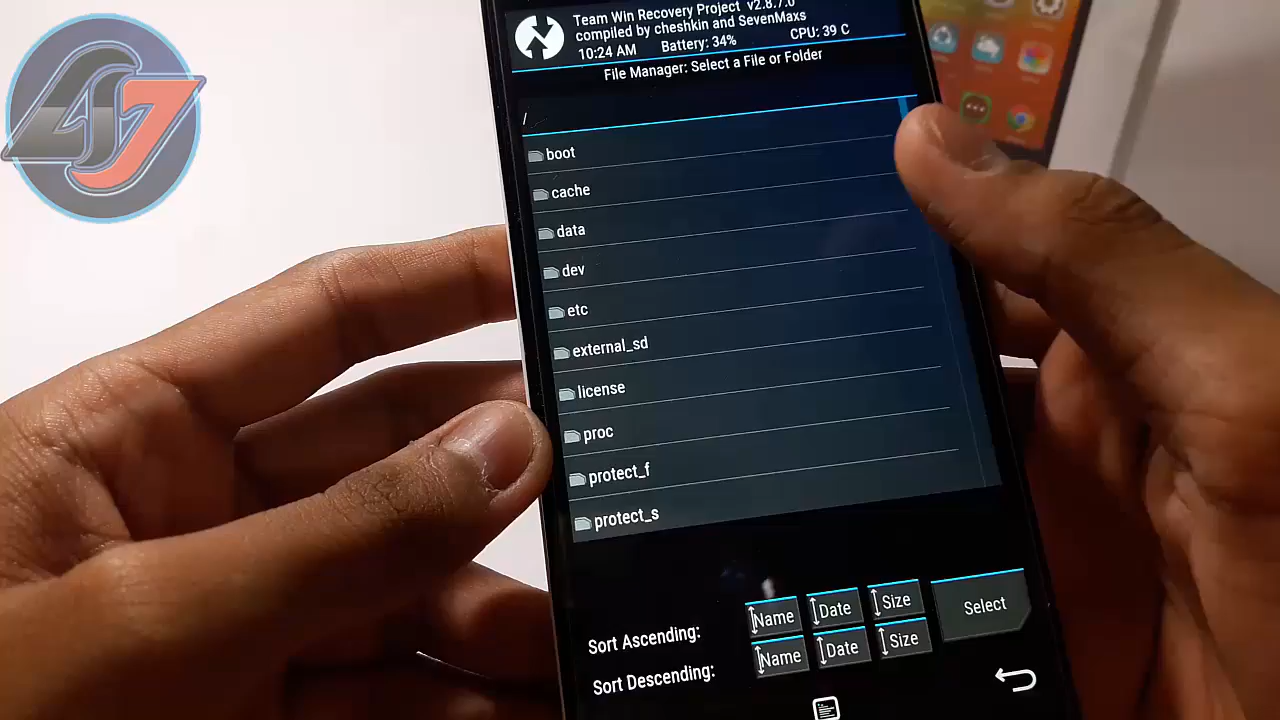 Team Win Recovery Project v2.8.7.0
compiled by cheshkin and SevenMaxs
10:24 AM Battery: 34% CPU: 39 C
File Manager: Select a File or Folder
/
boot
cache
data
dev
etc
external_sd
license
proc
protect_f
protect_s
Sort Ascending: Name Date Size Select
Sort Descending: Name Date Size